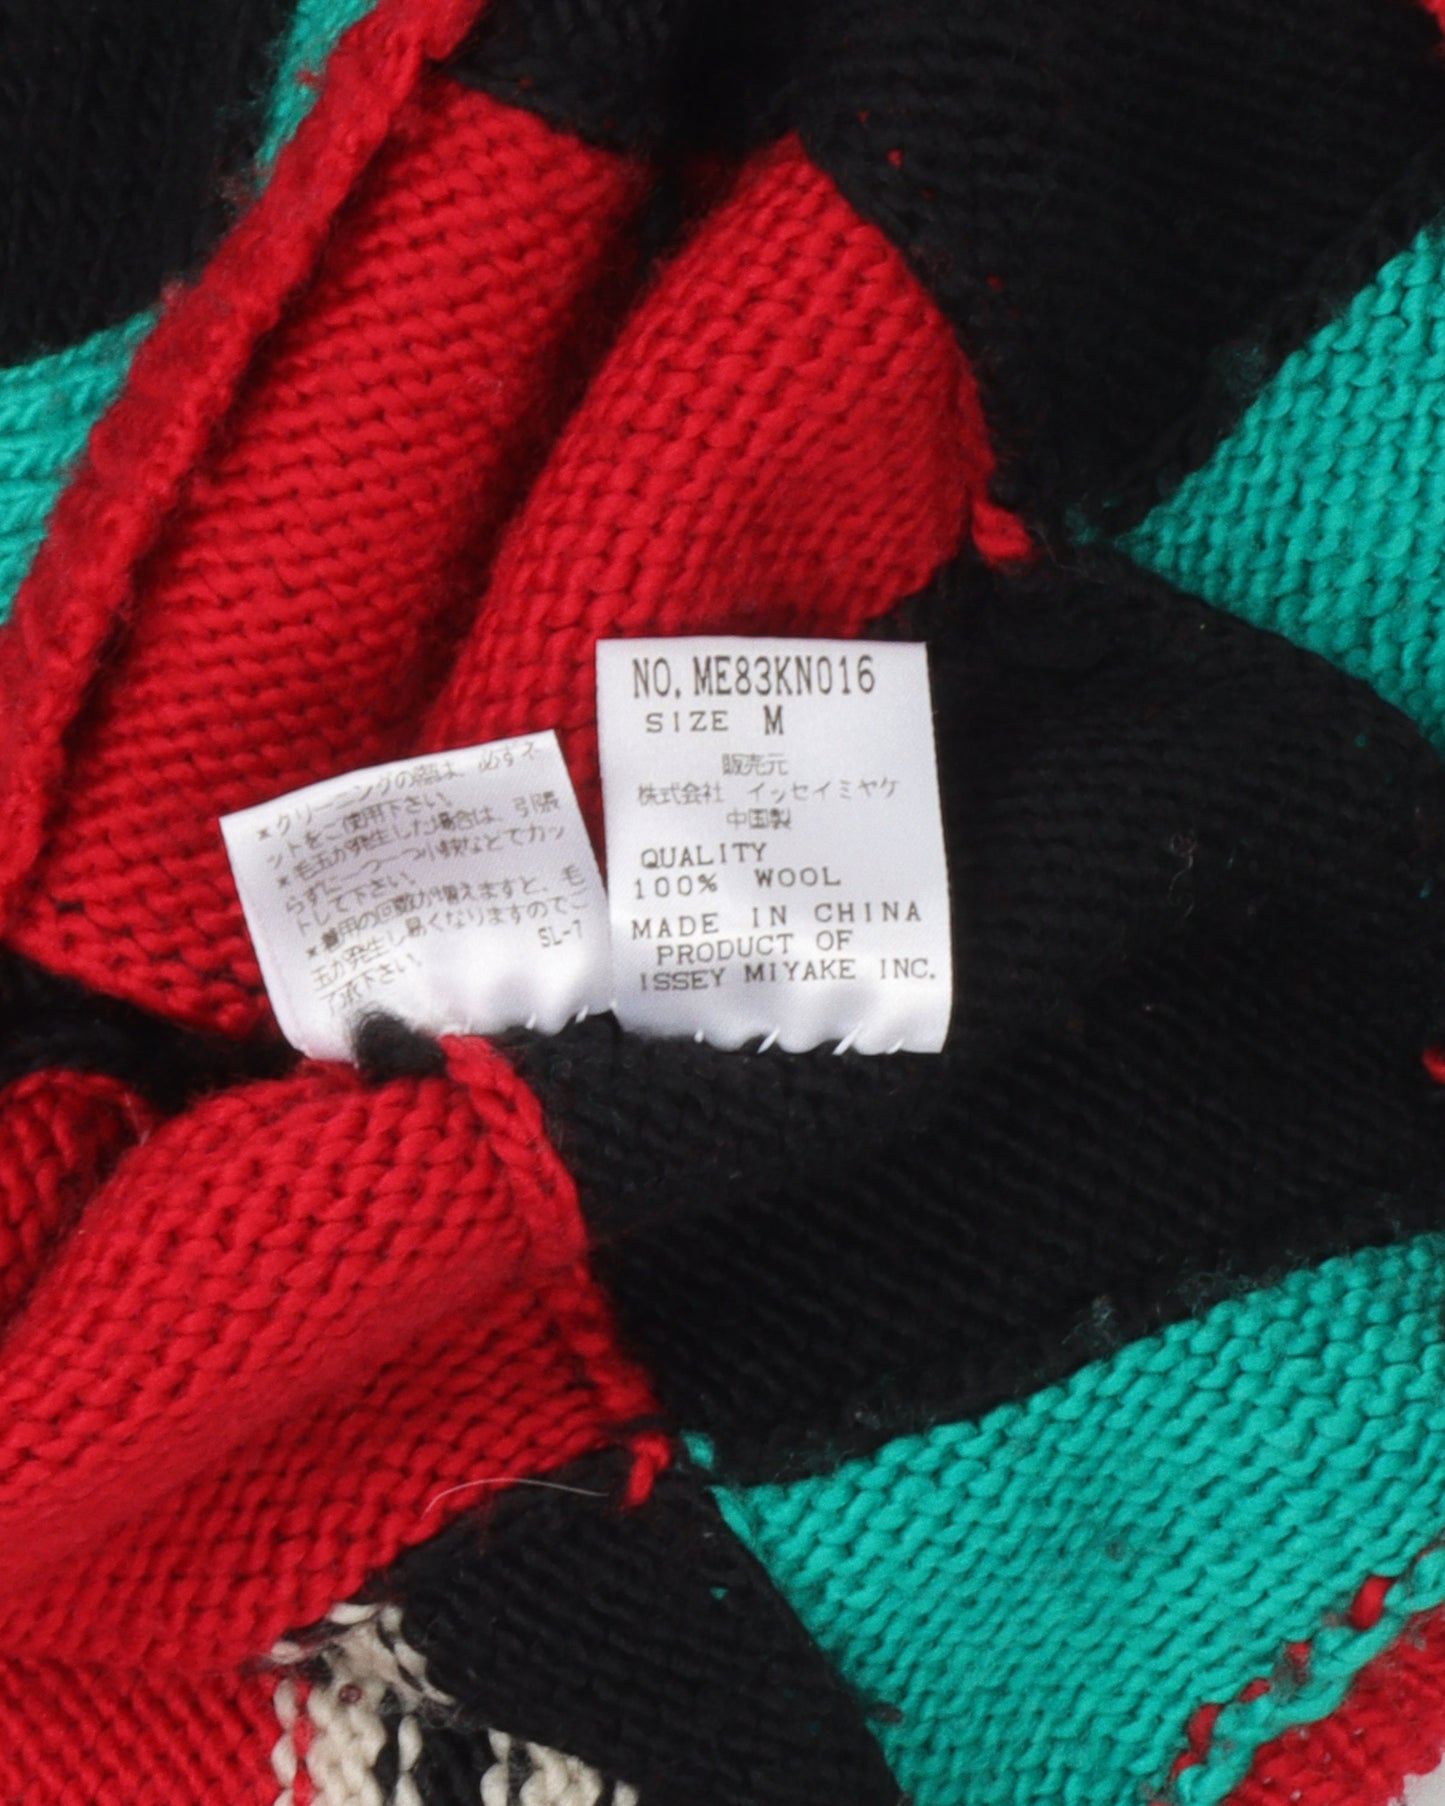 NO. ME83KN016
SIZE M
販売元
株式会社 イッセイミヤケ
中国製
QUALITY
100% WOOL
MADE IN CHINA
PRODUCT OF
ISSEY MIYAKE INC.
*クリーニングの際は、必ずネ
ットをご使用下さい。
*毛玉が発生した場合は、引張
らずに一つ一つ小鋏などでカッ
トして下さい。
*着用の回数が増えますと、毛
玉が発生し易くなりますのでご
了承下さい。
SL-7